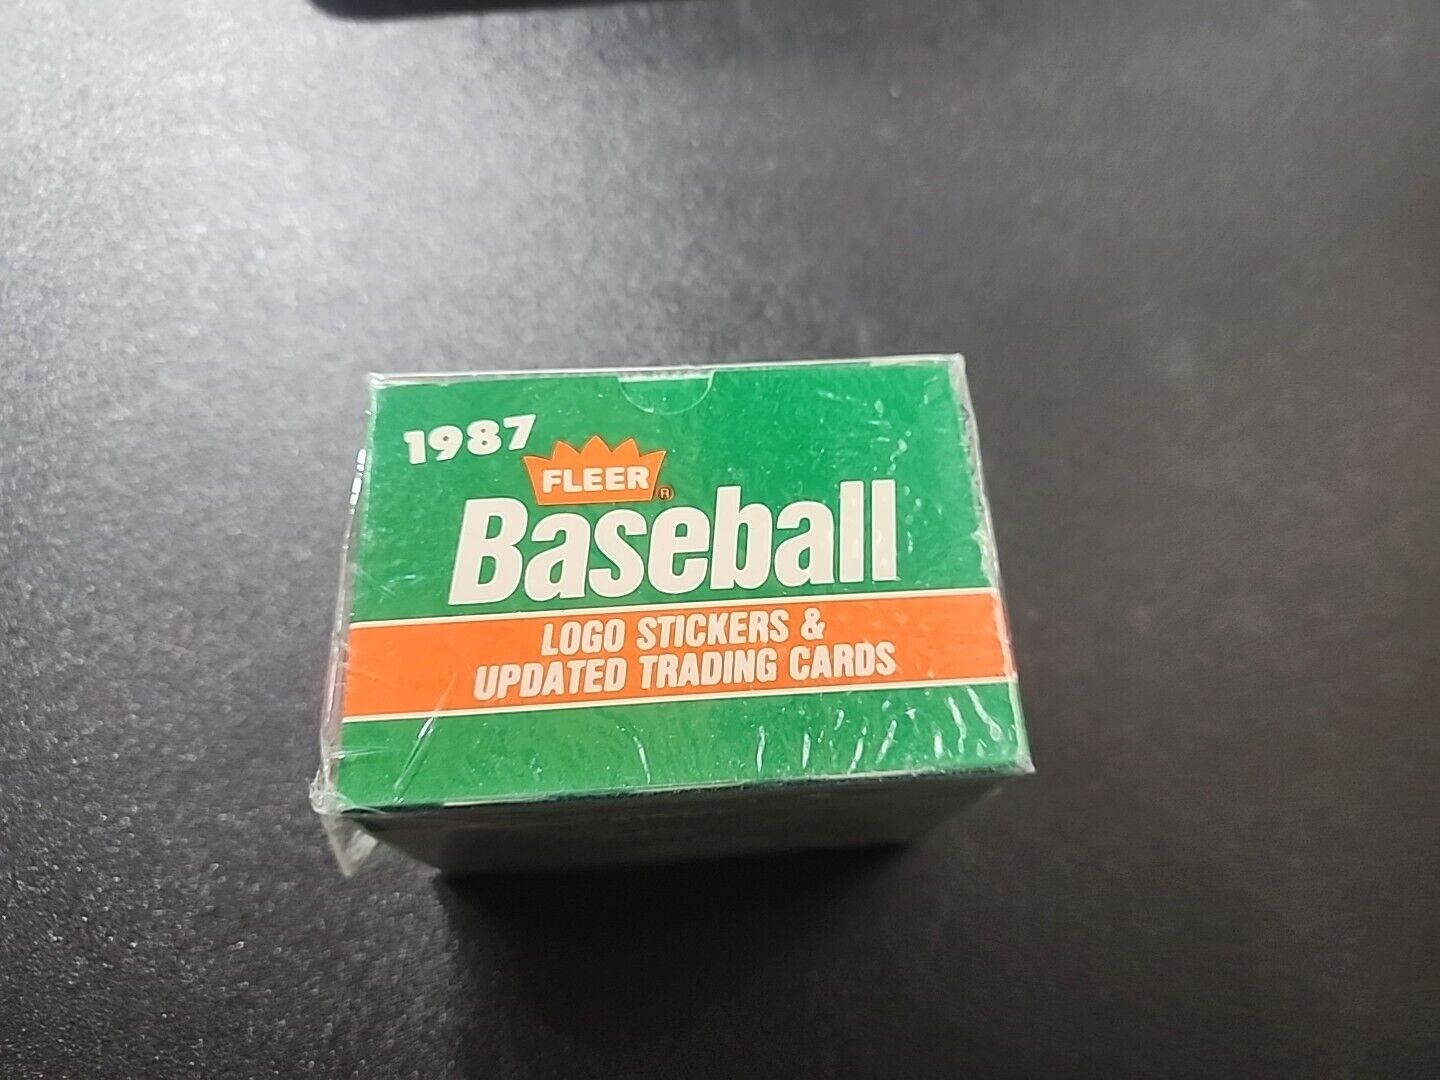 1987
FLEER®
Baseball
LOGO STICKERS &
UPDATED TRADING CARDS